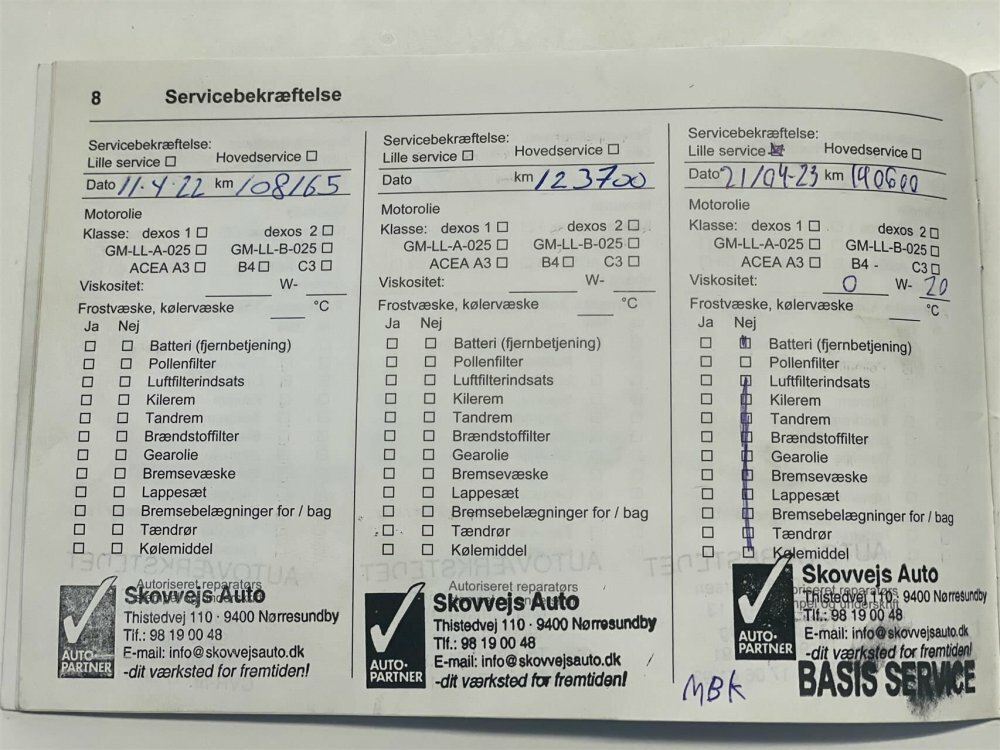 8 Servicebekræftelse
Servicebekræftelse:
Lille service ☐ Hovedservice ☐
Dato 11.4.22 km 108165
Motorolie
Klasse: dexos 1 ☐ dexos 2 ☐
GM-LL-A-025 ☐ GM-LL-B-025 ☐
ACEA A3 ☐ B4 ☐ C3 ☐
Viskositet: W-
Frostvæske, kølervæske °C
Ja Nej
☐ ☐ Batteri (fjernbetjening)
☐ ☐ Pollenfilter
☐ ☐ Luftfilterindsats
☐ ☐ Kilerem
☐ ☐ Tandrem
☐ ☐ Brændstoffilter
☐ ☐ Gearolie
☐ ☐ Bremsevæske
☐ ☐ Lappesæt
☐ ☐ Bremsebelægninger for / bag
☐ ☐ Tændrør
☐ ☐ Kølemiddel
Autoriseret reparatørs
Skovvejs Auto
Thistedvej 110 · 9400 Nørresundby
Tlf.: 98 19 00 48
E-mail: info@skovvejsauto.dk
-dit værksted for fremtiden!
AUTO-
PARTNER
Servicebekræftelse:
Lille service ☐ Hovedservice ☐
Dato km 123700
Motorolie
Klasse: dexos 1 ☐ dexos 2 ☐
GM-LL-A-025 ☐ GM-LL-B-025 ☐
ACEA A3 ☐ B4 ☐ C3 ☐
Viskositet: W-
Frostvæske, kølervæske °C
Ja Nej
☐ ☐ Batteri (fjernbetjening)
☐ ☐ Pollenfilter
☐ ☐ Luftfilterindsats
☐ ☐ Kilerem
☐ ☐ Tandrem
☐ ☐ Brændstoffilter
☐ ☐ Gearolie
☐ ☐ Bremsevæske
☐ ☐ Lappesæt
☐ ☐ Bremsebelægninger for / bag
☐ ☐ Tændrør
☐ ☐ Kølemiddel
Autoriseret reparatørs
Skovvejs Auto
Thistedvej 110 · 9400 Nørresundby
Tlf.: 98 19 00 48
E-mail: info@skovvejsauto.dk
-dit værksted for fremtiden!
AUTO-
PARTNER
Servicebekræftelse:
Lille service ☒ Hovedservice ☐
Dato 21/04-23 km 140600
Motorolie
Klasse: dexos 1 ☐ dexos 2 ☐
GM-LL-A-025 ☐ GM-LL-B-025 ☐
ACEA A3 ☐ B4 - C3 ☐
Viskositet: 0 W- 20
Frostvæske, kølervæske °C
Ja Nej
☐ ☒ Batteri (fjernbetjening)
☐ ☐ Pollenfilter
☐ ☒ Luftfilterindsats
☐ ☒ Kilerem
☐ ☒ Tandrem
☐ ☒ Brændstoffilter
☐ ☒ Gearolie
☐ ☒ Bremsevæske
☐ ☒ Lappesæt
☐ ☒ Bremsebelægninger for / bag
☐ ☒ Tændrør
☐ ☒ Kølemiddel
Skovvejs Auto
Autoriseret reparatørs
Thistedvej 110 · 9400 Nørresundby
Tlf.: 98 19 00 48
E-mail: info@skovvejsauto.dk
-dit værksted for fremtiden!
AUTO-
PARTNER
MBK BASIS SERVICE